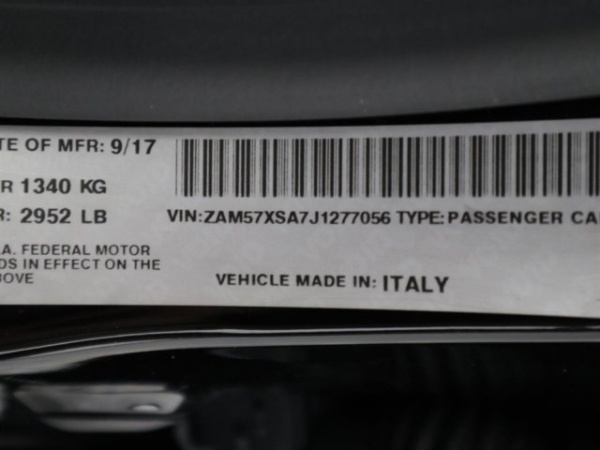 TE OF MFR: 9/17
R 1340 KG
R: 2952 LB
VIN:ZAM57XSA7J1277056 TYPE:PASSENGER CA
A. FEDERAL MOTOR
DS IN EFFECT ON THE
BOVE
VEHICLE MADE IN: ITALY